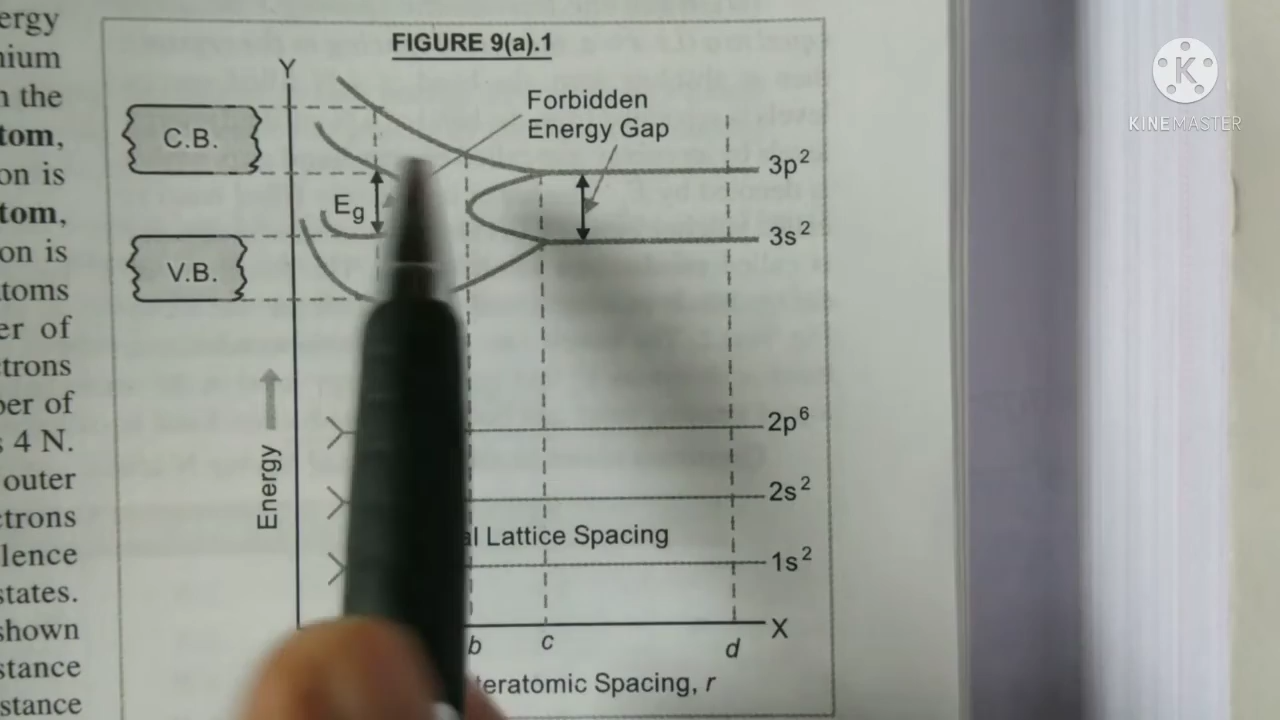 ergy
nium
n the
tom,
on is
tom,
on is
toms
er of
ctrons
ber of
s 4 N.
outer
ctrons
lence
states.
shown
stance
stance
FIGURE 9(a).1
Y
Forbidden
Energy Gap
C.B.
3p²
Eg
3s²
V.B.
2p⁶
Energy
2s²
al Lattice Spacing
1s²
X
b c d
teratomic Spacing, r
K
KINEMASTER